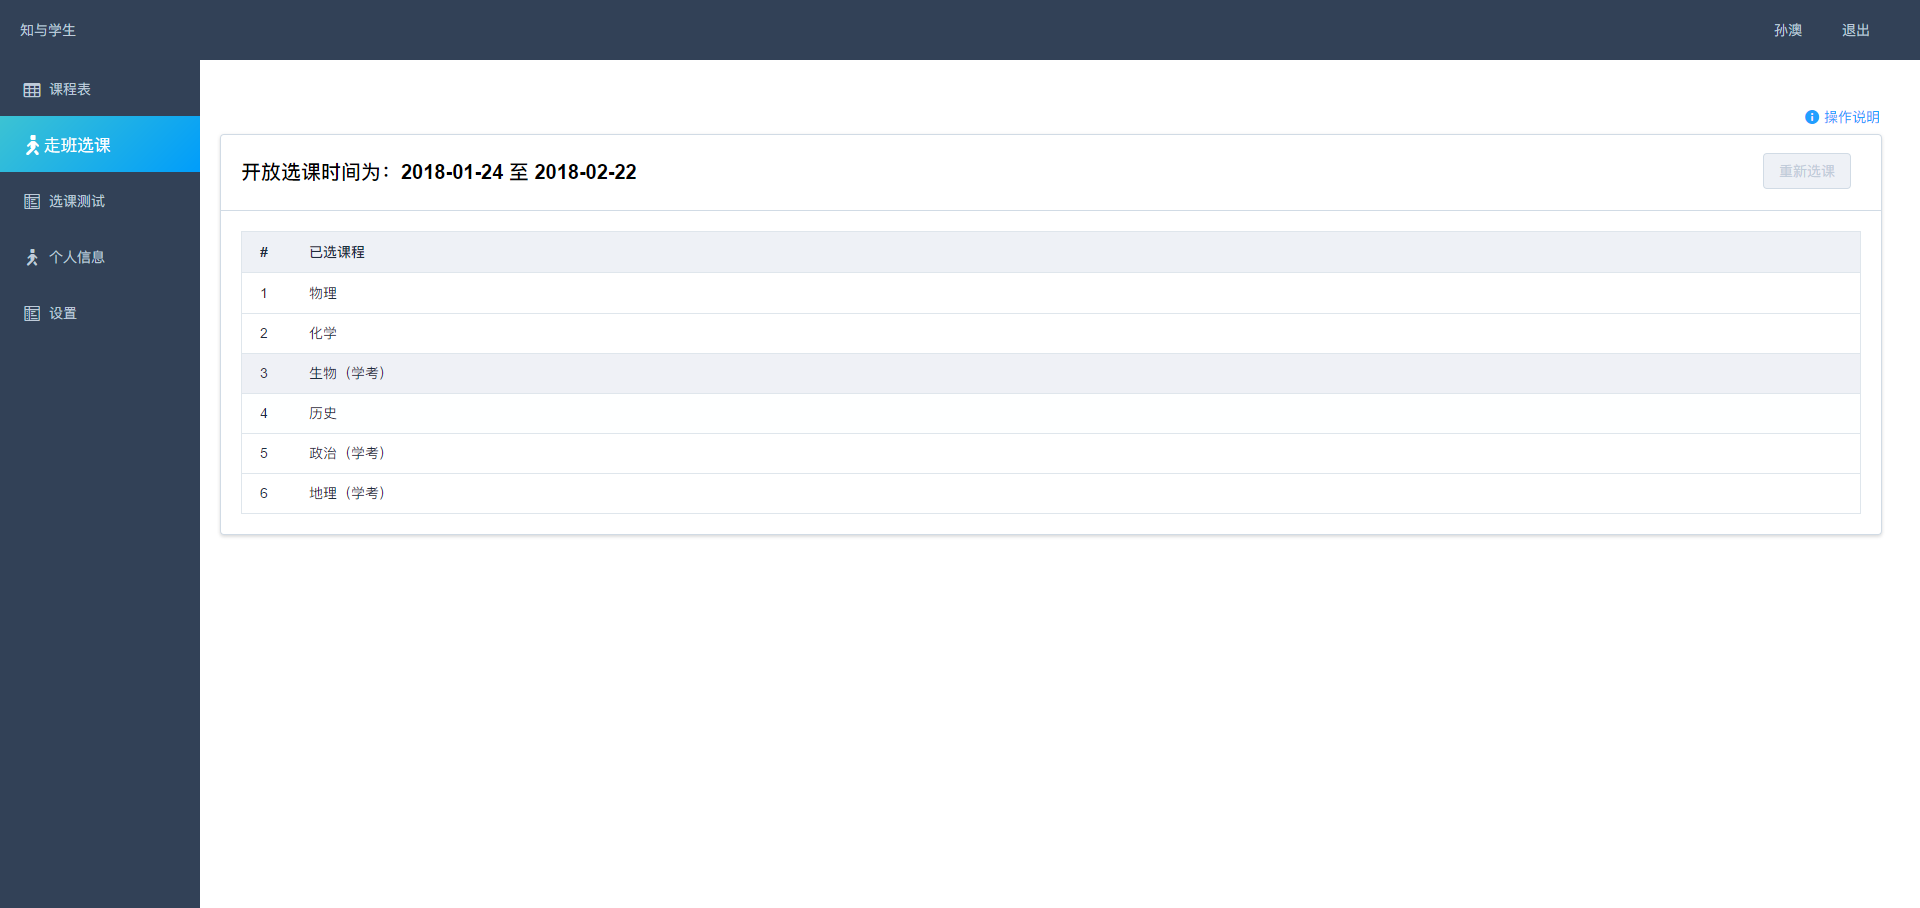 知与学生
孙澳
退出
课程表
走班选课
选课测试
个人信息
设置
操作说明
开放选课时间为：2018-01-24 至 2018-02-22
重新选课
# 已选课程
1 物理
2 化学
3 生物（学考）
4 历史
5 政治（学考）
6 地理（学考）